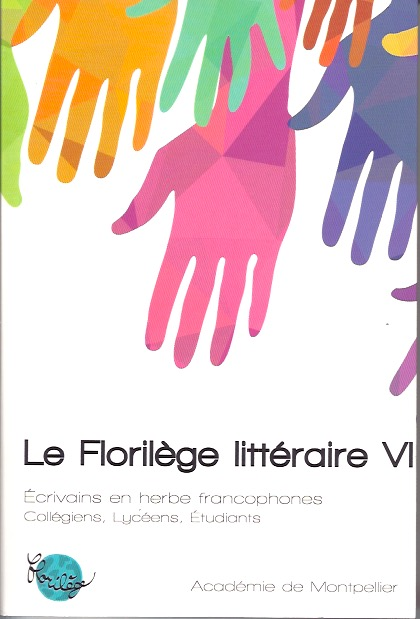 Le Florilège littéraire VI
Écrivains en herbe francophones
Collégiens, Lycéens, Étudiants
Florilège
Académie de Montpellier